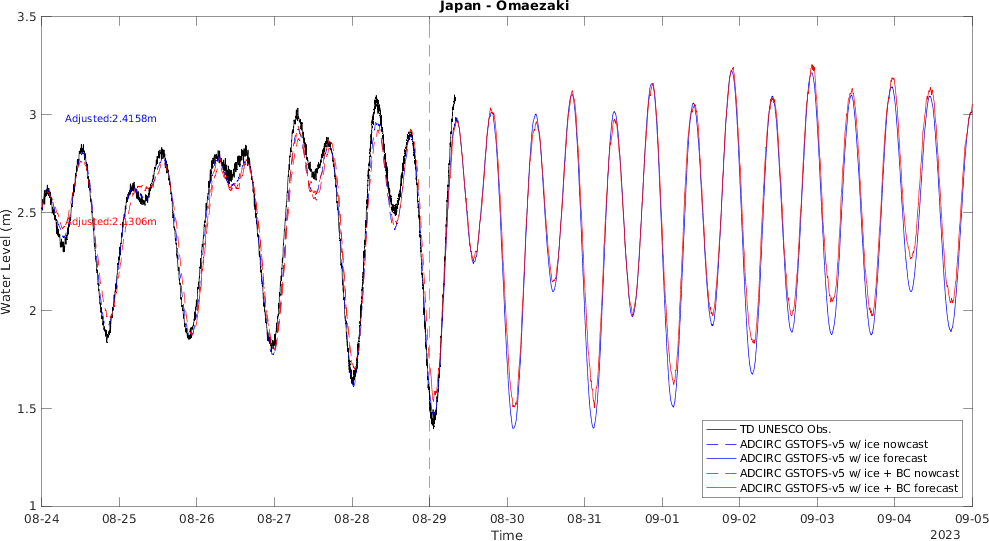 Japan - Omaezaki
3.5
3
2.5
2
1.5
1
Water Level (m)
Adjusted:2.4158m
Adjusted:2.4306m
TD UNESCO Obs.
ADCIRC GSTOFS-v5 w/ ice nowcast
ADCIRC GSTOFS-v5 w/ ice forecast
ADCIRC GSTOFS-v5 w/ ice + BC nowcast
ADCIRC GSTOFS-v5 w/ ice + BC forecast
08-24 08-25 08-26 08-27 08-28 08-29 08-30 08-31 09-01 09-02 09-03 09-04 09-05
Time
2023